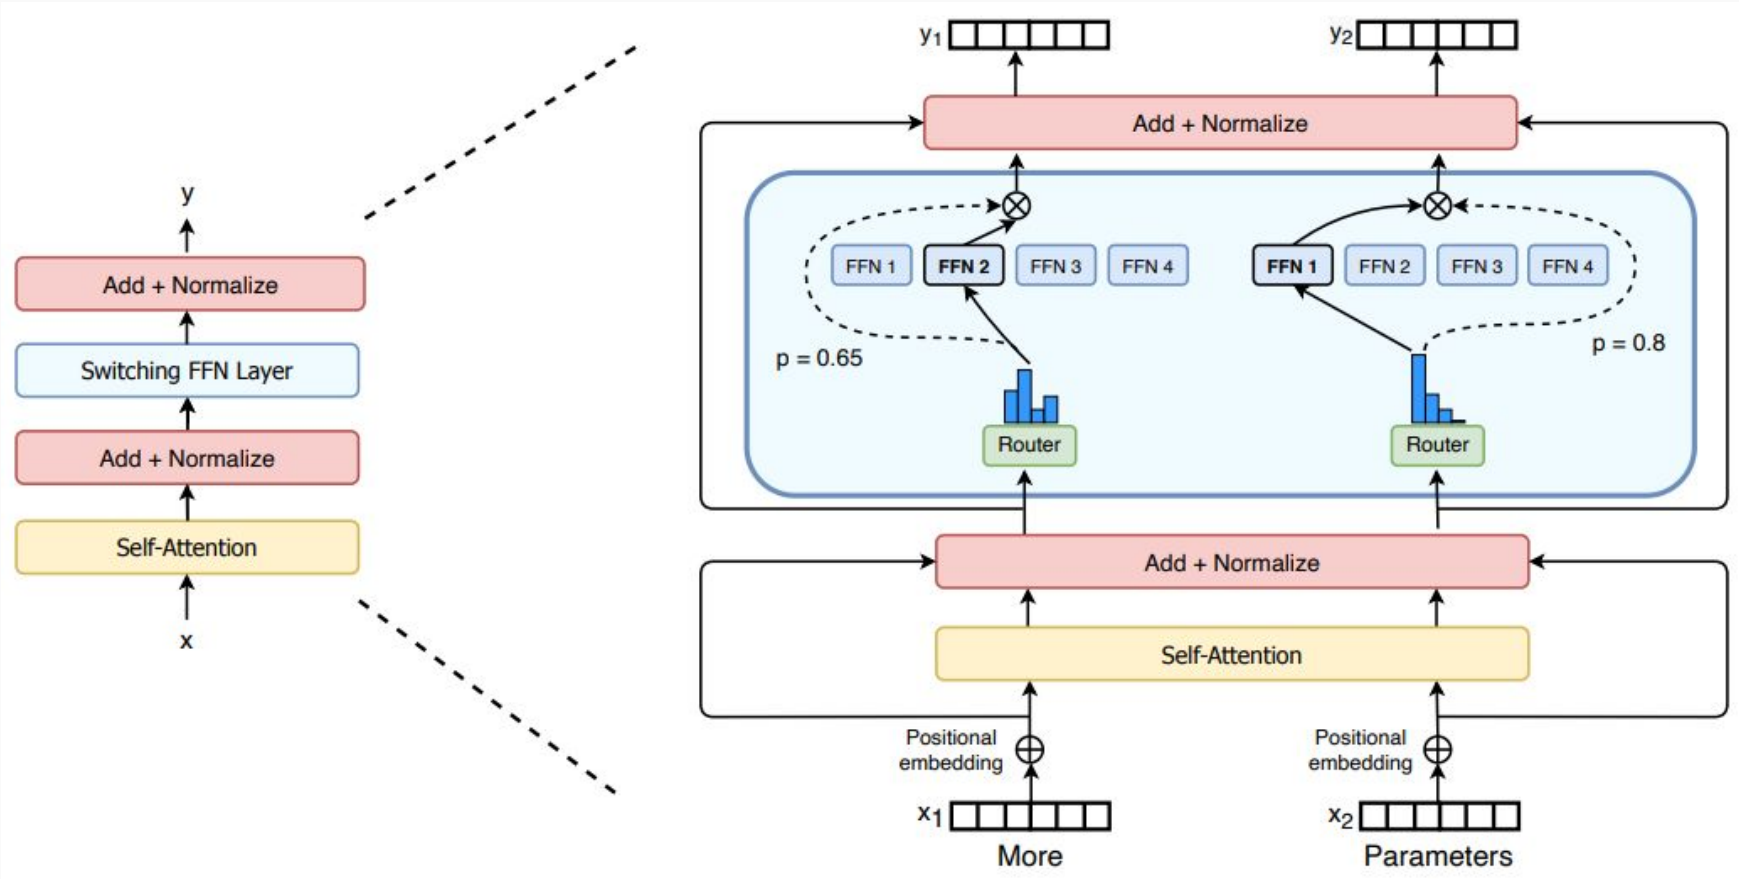 y
Add + Normalize
Switching FFN Layer
Add + Normalize
Self-Attention
x
y1
y2
Add + Normalize
FFN 1
FFN 2
FFN 3
FFN 4
FFN 1
FFN 2
FFN 3
FFN 4
p = 0.65
p = 0.8
Router
Router
Add + Normalize
Self-Attention
Positional
embedding
Positional
embedding
x1
x2
More
Parameters